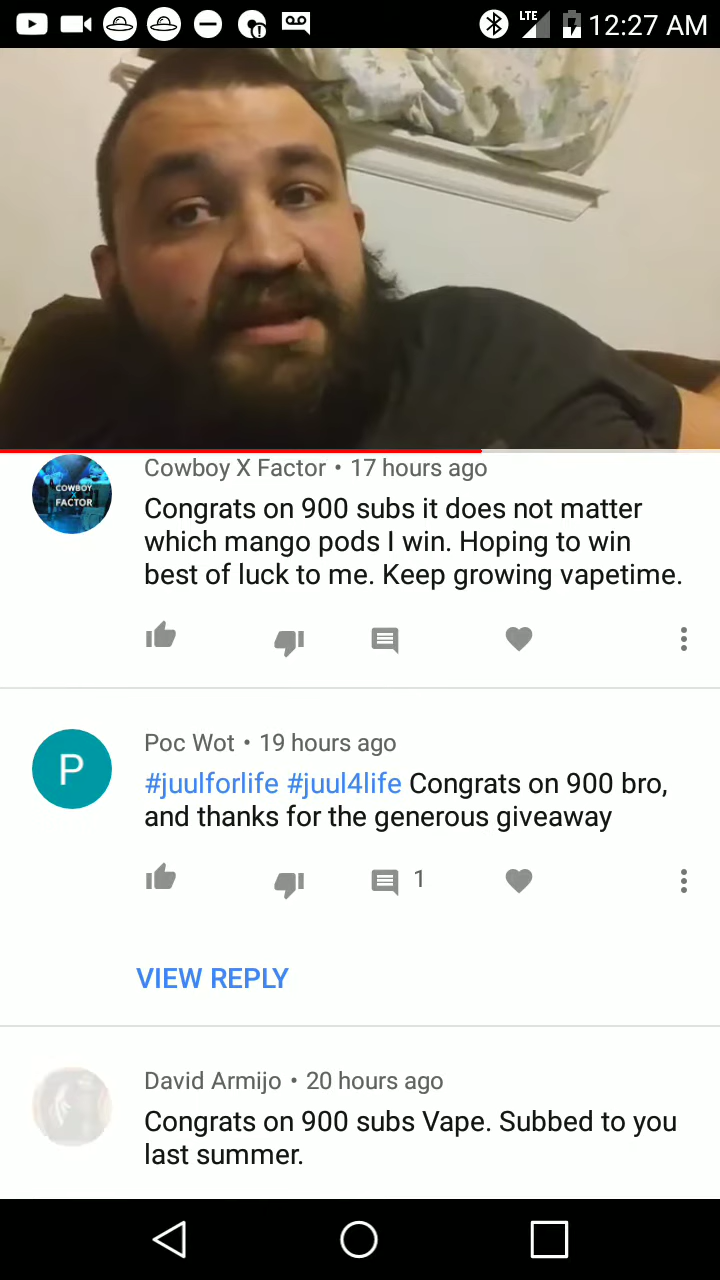 LTE 12:27 AM
Cowboy X Factor • 17 hours ago
COWBOY
X
FACTOR
Congrats on 900 subs it does not matter
which mango pods I win. Hoping to win
best of luck to me. Keep growing vapetime.
P
Poc Wot • 19 hours ago
#juulforlife #juul4life Congrats on 900 bro,
and thanks for the generous giveaway
1
VIEW REPLY
David Armijo • 20 hours ago
Congrats on 900 subs Vape. Subbed to you
last summer.